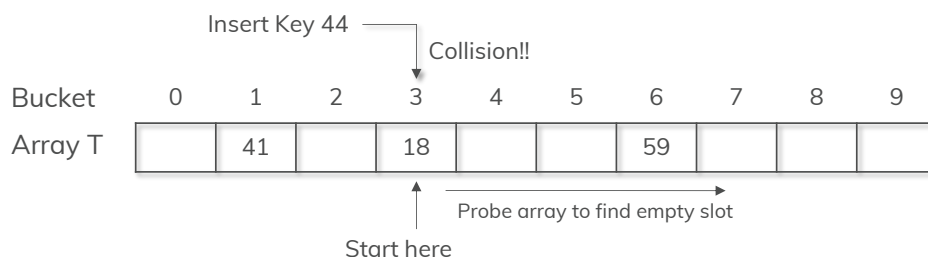 Insert Key 44
Collision!!
Bucket 0 1 2 3 4 5 6 7 8 9
Array T 41 18 59
Probe array to find empty slot
Start here